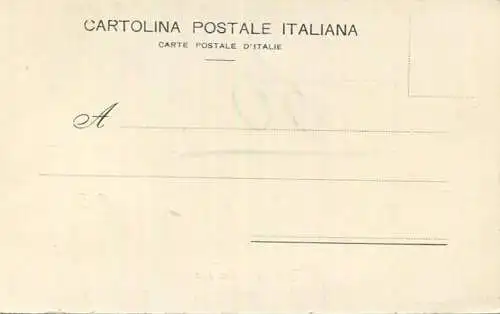 CARTOLINA POSTALE ITALIANA
CARTE POSTALE D'ITALIE
A